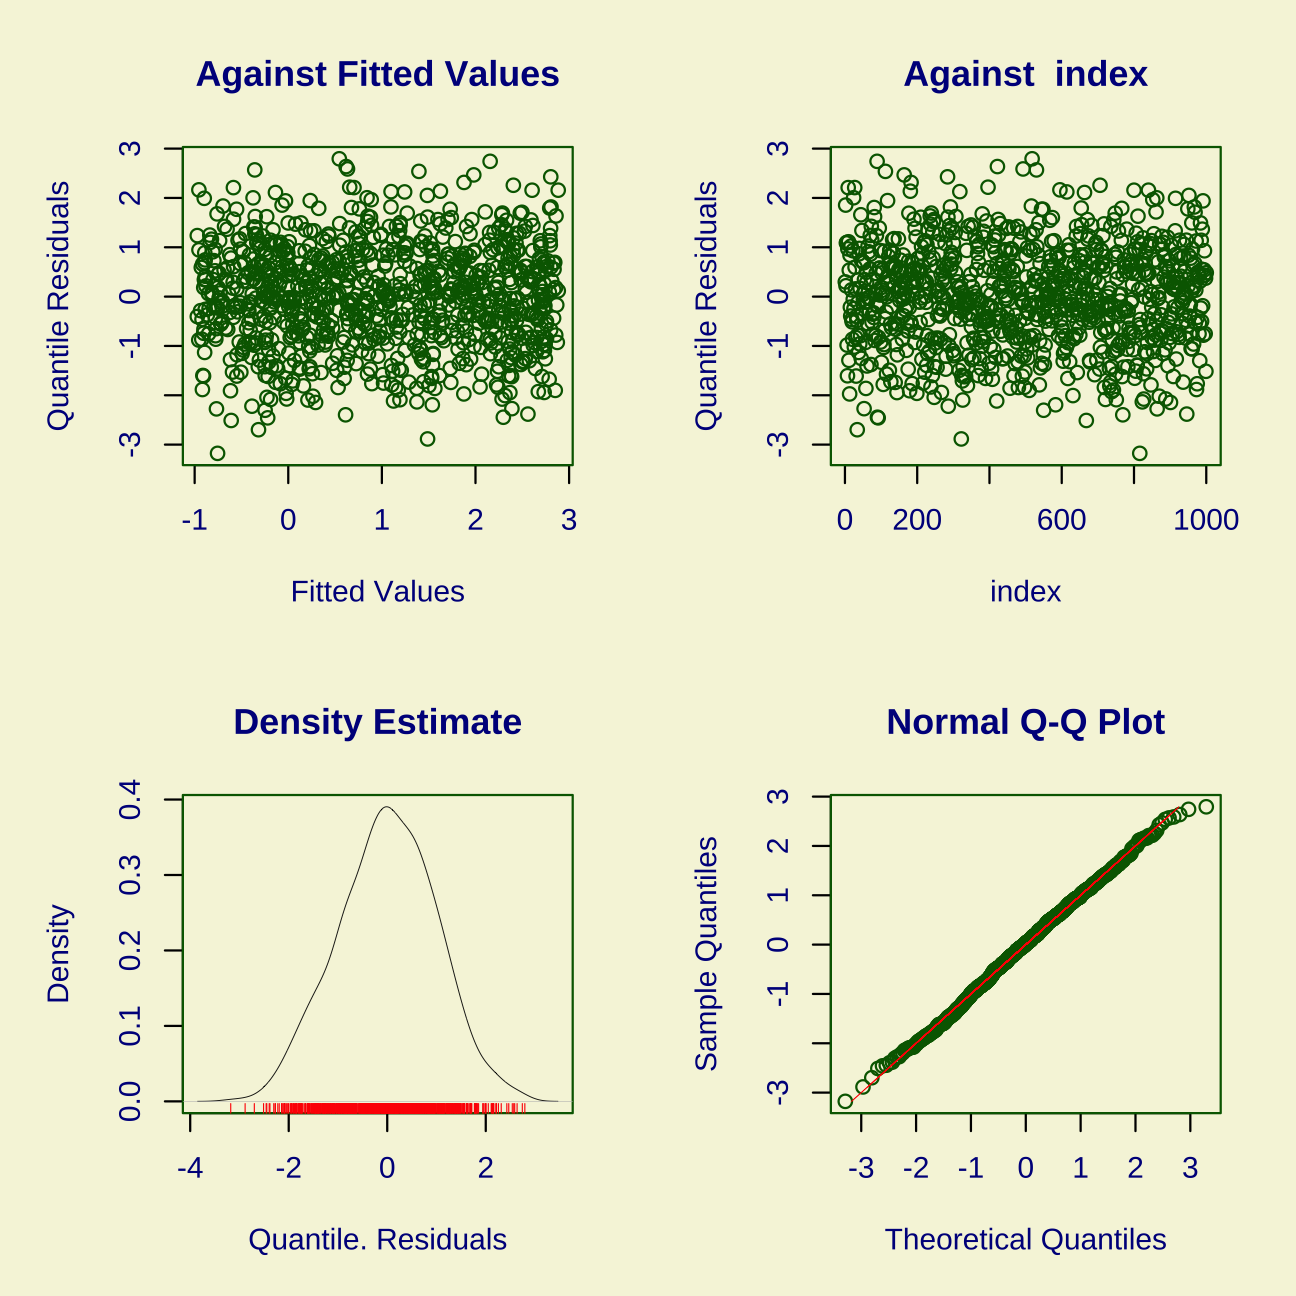 Against Fitted Values
Quantile Residuals
3
2
1
0
-1
-3
-1 0 1 2 3
Fitted Values
Against  index
Quantile Residuals
3
2
1
0
-1
-3
0 200 600 1000
index
Density Estimate
Density
0.4
0.3
0.2
0.1
0.0
-4 -2 0 2
Quantile. Residuals
Normal Q-Q Plot
Sample Quantiles
3
2
1
0
-1
-3
-3 -2 -1 0 1 2 3
Theoretical Quantiles